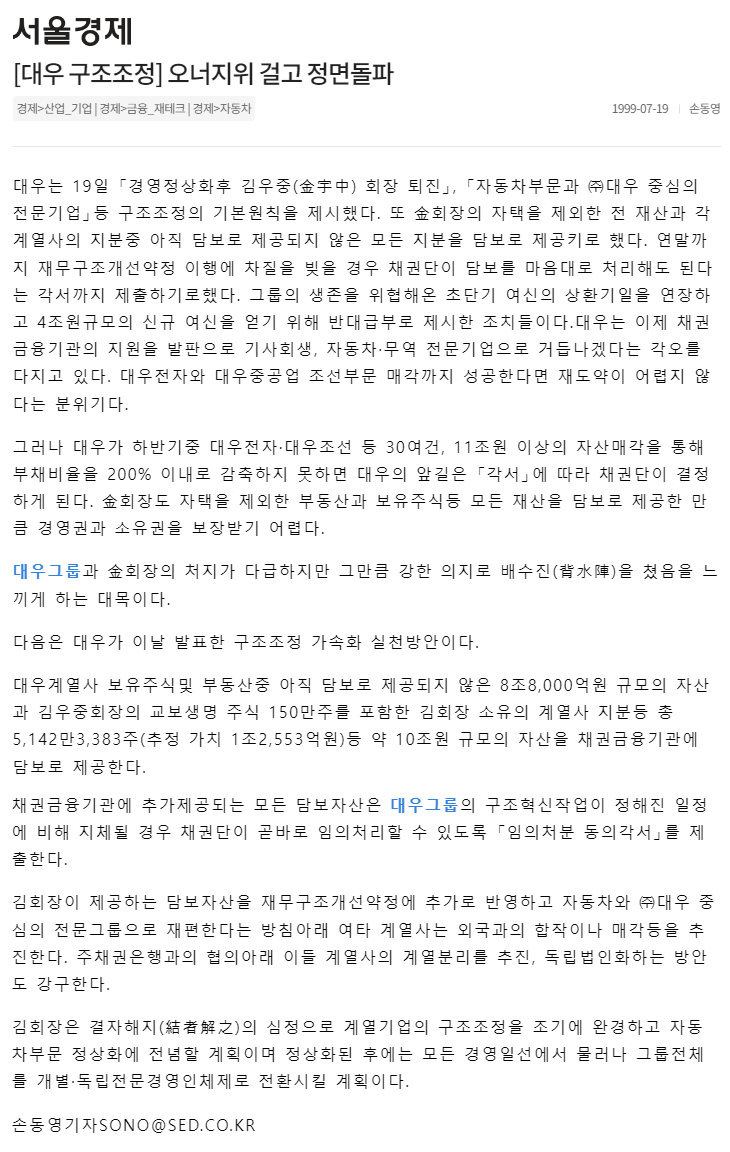 서울경제
[대우 구조조정] 오너지위 걸고 정면돌파
경제>산업_기업 | 경제>금융_재테크 | 경제>자동차
1999-07-19 | 손동영
대우는 19일 「경영정상화후 김우중(金宇中) 회장 퇴진」, 「자동차부문과 ㈜대우 중심의
전문기업」등 구조조정의 기본원칙을 제시했다. 또 金회장의 자택을 제외한 전 재산과 각
계열사의 지분중 아직 담보로 제공되지 않은 모든 지분을 담보로 제공키로 했다. 연말까
지 재무구조개선약정 이행에 차질을 빚을 경우 채권단이 담보를 마음대로 처리해도 된다
는 각서까지 제출하기로했다. 그룹의 생존을 위협해온 초단기 여신의 상환기일을 연장하
고 4조원규모의 신규 여신을 얻기 위해 반대급부로 제시한 조치들이다.대우는 이제 채권
금융기관의 지원을 발판으로 기사회생, 자동차·무역 전문기업으로 거듭나겠다는 각오를
다지고 있다. 대우전자와 대우중공업 조선부문 매각까지 성공한다면 재도약이 어렵지 않
다는 분위기다.
그러나 대우가 하반기중 대우전자·대우조선 등 30여건, 11조원 이상의 자산매각을 통해
부채비율을 200% 이내로 감축하지 못하면 대우의 앞길은 「각서」에 따라 채권단이 결정
하게 된다. 金회장도 자택을 제외한 부동산과 보유주식등 모든 재산을 담보로 제공한 만
큼 경영권과 소유권을 보장받기 어렵다.
대우그룹과 金회장의 처지가 다급하지만 그만큼 강한 의지로 배수진(背水陣)을 쳤음을 느
끼게 하는 대목이다.
다음은 대우가 이날 발표한 구조조정 가속화 실천방안이다.
대우계열사 보유주식및 부동산중 아직 담보로 제공되지 않은 8조8,000억원 규모의 자산
과 김우중회장의 교보생명 주식 150만주를 포함한 김회장 소유의 계열사 지분등 총
5,142만3,383주(추정 가치 1조2,553억원)등 약 10조원 규모의 자산을 채권금융기관에
담보로 제공한다.
채권금융기관에 추가제공되는 모든 담보자산은 대우그룹의 구조혁신작업이 정해진 일정
에 비해 지체될 경우 채권단이 곧바로 임의처리할 수 있도록 「임의처분 동의각서」를 제
출한다.
김회장이 제공하는 담보자산을 재무구조개선약정에 추가로 반영하고 자동차와 ㈜대우 중
심의 전문그룹으로 재편한다는 방침아래 여타 계열사는 외국과의 합작이나 매각등을 추
진한다. 주채권은행과의 협의아래 이들 계열사의 계열분리를 추진, 독립법인화하는 방안
도 강구한다.
김회장은 결자해지(結者解之)의 심정으로 계열기업의 구조조정을 조기에 완경하고 자동
차부문 정상화에 전념할 계획이며 정상화된 후에는 모든 경영일선에서 물러나 그룹전체
를 개별·독립전문경영인체제로 전환시킬 계획이다.
손동영기자SONO@SED.CO.KR